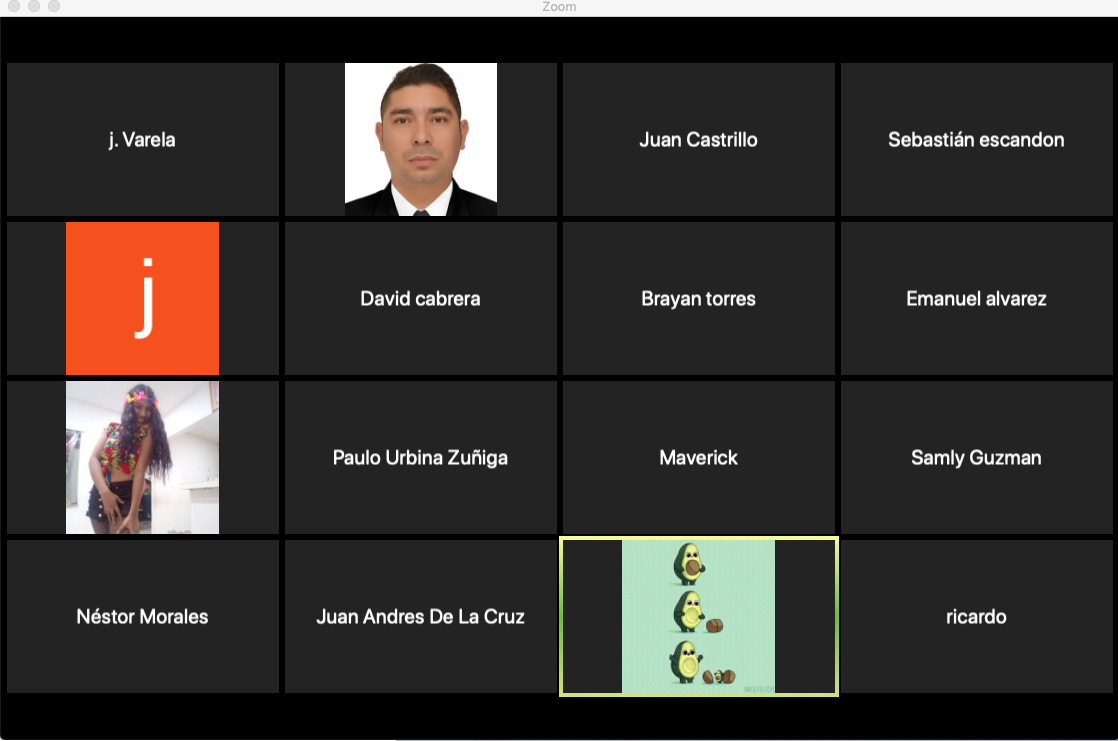 Zoom
j. Varela
Juan Castrillo
Sebastián escandon
j
David cabrera
Brayan torres
Emanuel alvarez
Paulo Urbina Zuñiga
Maverick
Samly Guzman
Néstor Morales
Juan Andres De La Cruz
ricardo